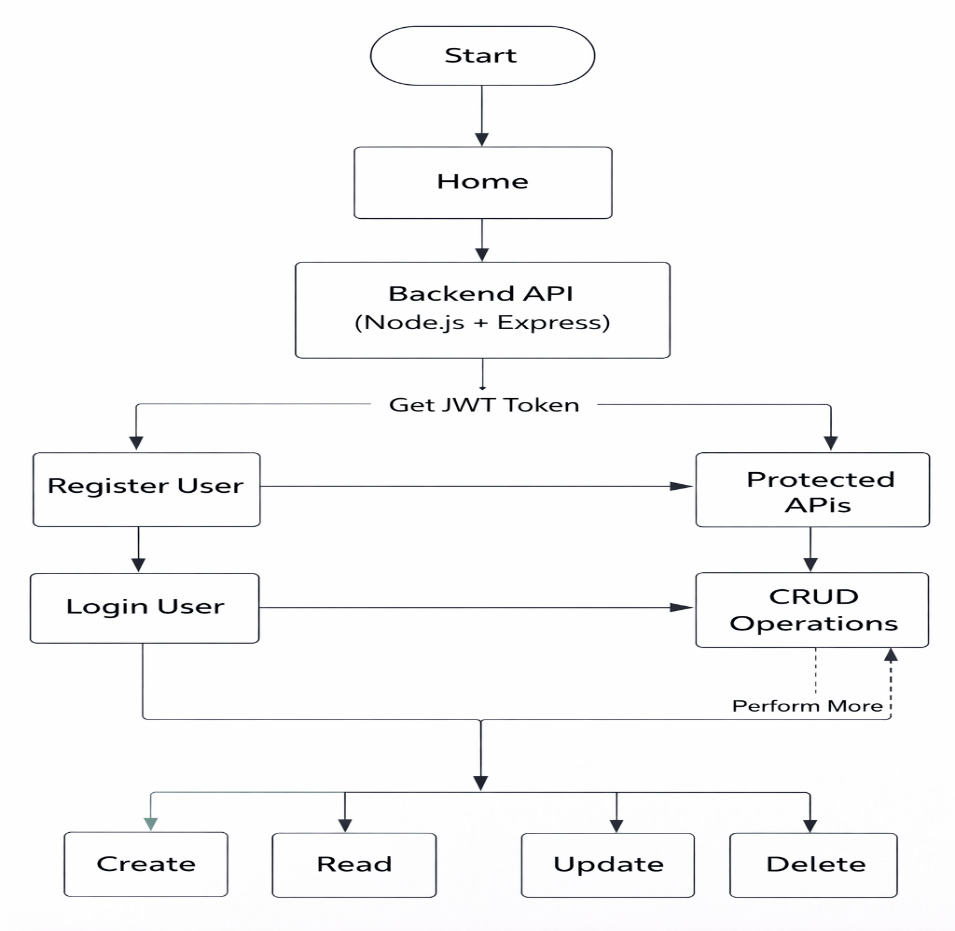 Start
Home
Backend API
(Node.js + Express)
Get JWT Token
Register User
Protected
APis
Login User
CRUD
Operations
Perform More
Create
Read
Update
Delete